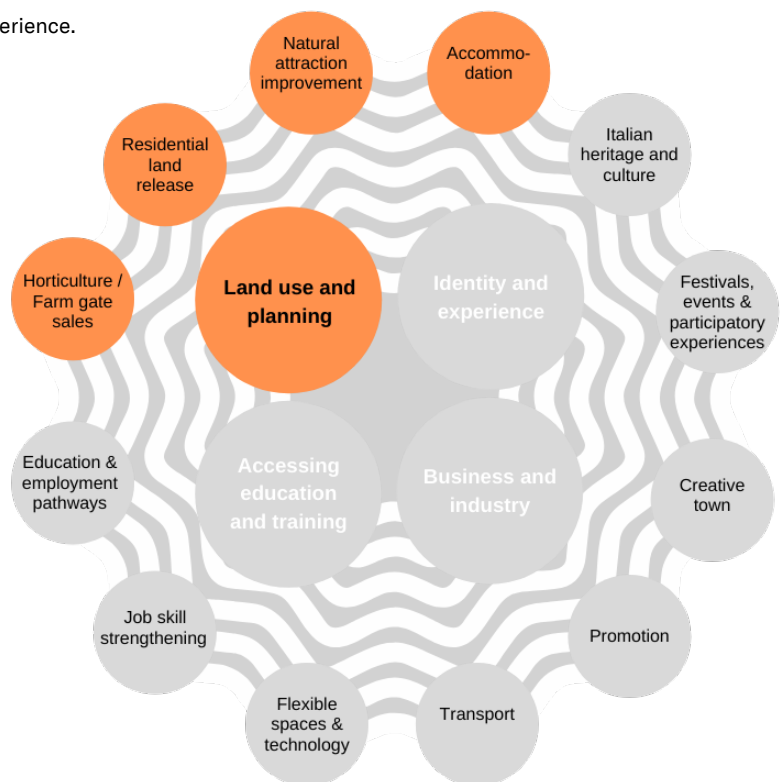 Natural
attraction
improvement
Accommo-
dation
Residential
land
release
Italian
heritage and
culture
Horticulture /
Farm gate
sales
Land use and
planning
Identity and
experience
Festivals,
events &
participatory
experiences
Education &
employment
pathways
Accessing
education
and training
Business and
industry
Creative
town
Job skill
strengthening
Promotion
Flexible
spaces &
technology
Transport